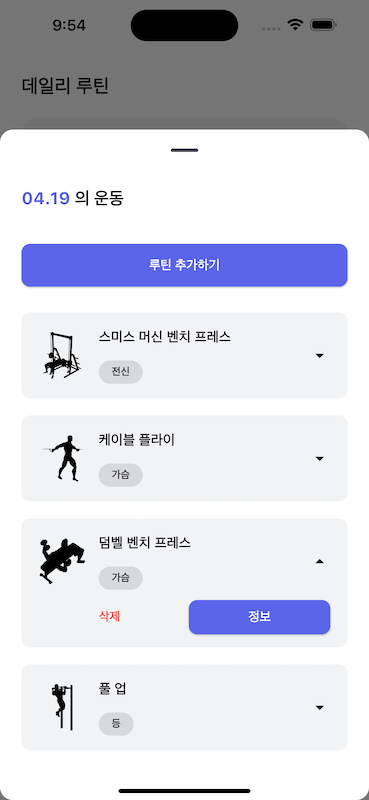 9:54
데일리 루틴
04.19 의 운동
루틴 추가하기
스미스 머신 벤치 프레스
전신
케이블 플라이
가슴
덤벨 벤치 프레스
가슴
삭제 정보
풀 업
등